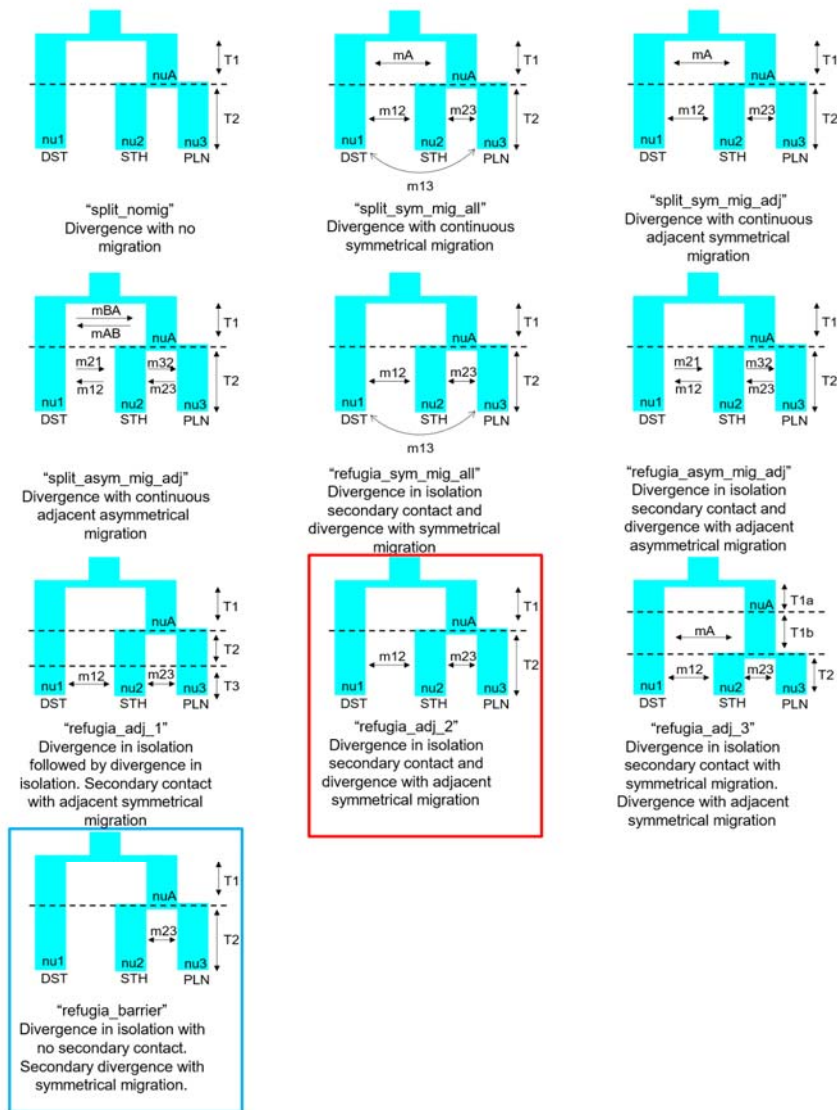 T1
nuA
T2
nu1 nu2 nu3
DST STH PLN
“split_nomig”
Divergence with no
migration
mA
T1
nuA
m12 m23
T2
nu1 nu2 nu3
DST STH PLN
m13
“split_sym_mig_all”
Divergence with continuous
symmetrical migration
mA
T1
nuA
m12 m23
T2
nu1 nu2 nu3
DST STH PLN
“split_sym_mig_adj”
Divergence with continuous
adjacent symmetrical
migration
mBA
mAB
T1
nuA
m21 m32
m12 m23
T2
nu1 nu2 nu3
DST STH PLN
“split_asym_mig_adj”
Divergence with continuous
adjacent asymmetrical
migration
T1
nuA
m12 m23
T2
nu1 nu2 nu3
DST STH PLN
m13
“refugia_sym_mig_all”
Divergence in isolation
secondary contact and
divergence with symmetrical
migration
T1
nuA
m21 m32
m12 m23
T2
nu1 nu2 nu3
DST STH PLN
“refugia_asym_mig_adj”
Divergence in isolation
secondary contact and
divergence with adjacent
asymmetrical migration
T1
nuA
T2
m12 m23
T3
nu1 nu2 nu3
DST STH PLN
“refugia_adj_1”
Divergence in isolation
followed by divergence in
isolation. Secondary contact
with adjacent symmetrical
migration
T1
nuA
m12 m23
T2
nu1 nu2 nu3
DST STH PLN
“refugia_adj_2”
Divergence in isolation
secondary contact and
divergence with adjacent
symmetrical migration
T1a
nuA
T1b
mA
m12 m23
T2
nu1 nu2 nu3
DST STH PLN
“refugia_adj_3”
Divergence in isolation
secondary contact with
symmetrical migration.
Divergence with adjacent
symmetrical migration
T1
nuA
m23
T2
nu1 nu2 nu3
DST STH PLN
“refugia_barrier”
Divergence in isolation with
no secondary contact.
Secondary divergence with
symmetrical migration.